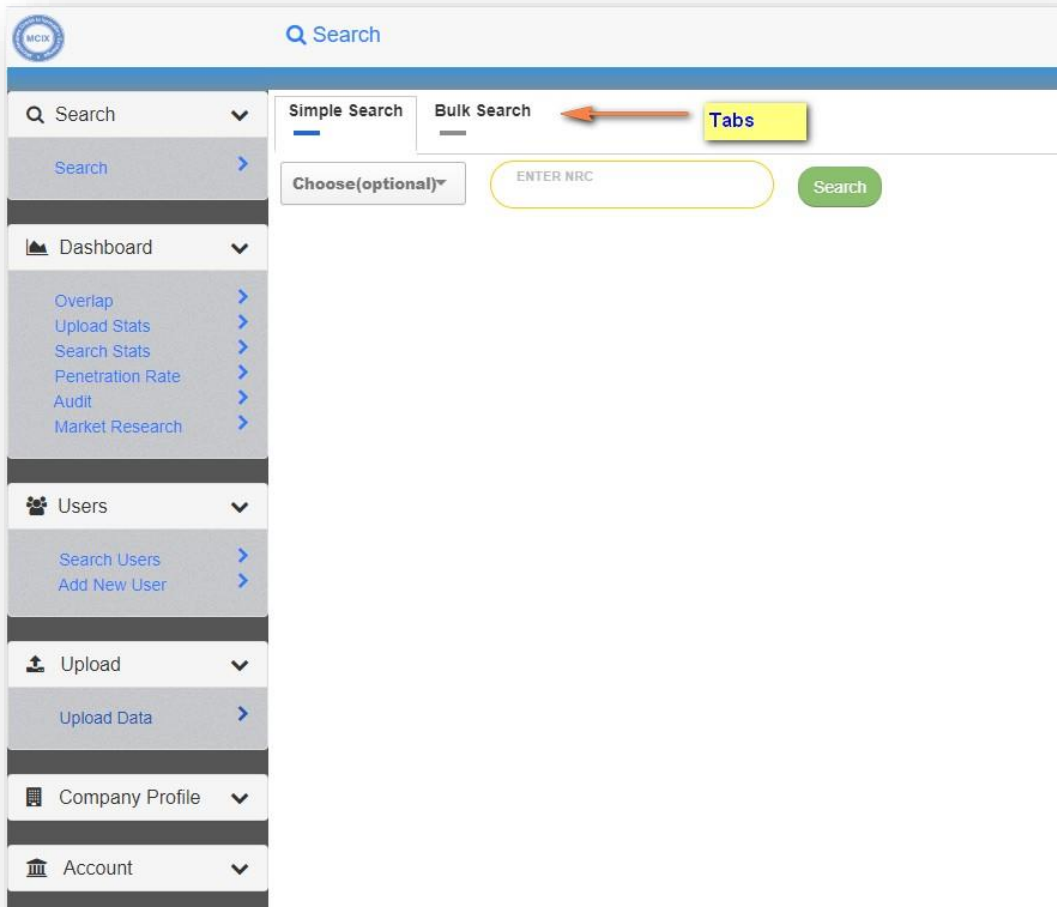 MCIX
Search
Search
Search
Dashboard
Overlap
Upload Stats
Search Stats
Penetration Rate
Audit
Market Research
Users
Search Users
Add New User
Upload
Upload Data
Company Profile
Account
Simple Search
Bulk Search
Tabs
Choose(optional)
ENTER NRC
Search